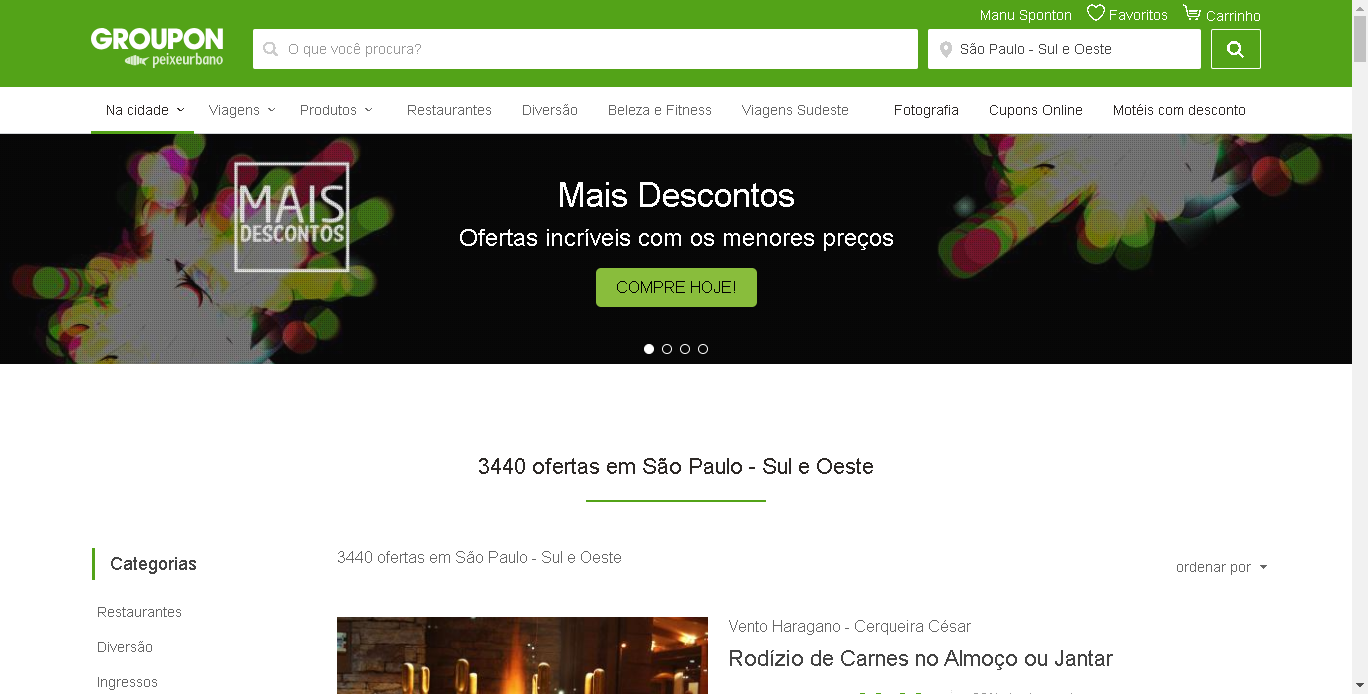 Manu Sponton Favoritos Carrinho
GROUPON
peixeurbano
O que você procura?
São Paulo - Sul e Oeste
Na cidade Viagens Produtos Restaurantes Diversão Beleza e Fitness Viagens Sudeste Fotografia Cupons Online Motéis com desconto
MAIS
DESCONTOS
Mais Descontos
Ofertas incríveis com os menores preços
COMPRE HOJE!
3440 ofertas em São Paulo - Sul e Oeste
Categorias
Restaurantes
Diversão
Ingressos
3440 ofertas em São Paulo - Sul e Oeste
ordenar por
Vento Haragano - Cerqueira César
Rodízio de Carnes no Almoço ou Jantar